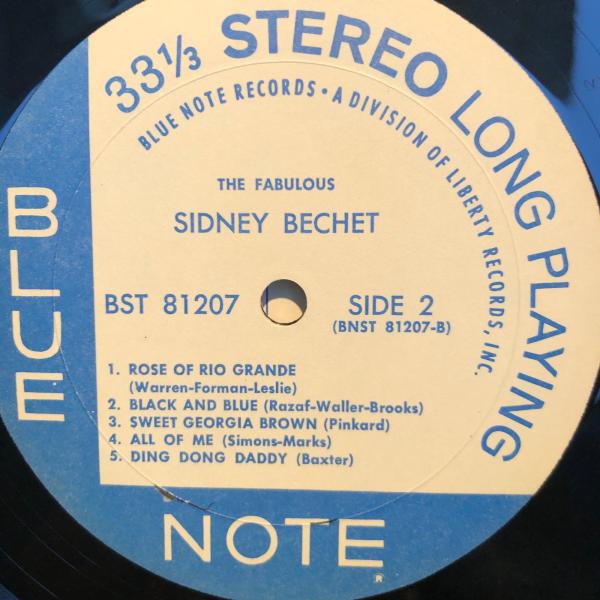 33⅓ STEREO LONG PLAYING
BLUE NOTE RECORDS • A DIVISION OF LIBERTY RECORDS, INC.
THE FABULOUS
SIDNEY BECHET
BST 81207
SIDE 2
(BNST 81207-B)
1. ROSE OF RIO GRANDE
(Warren-Forman-Leslie)
2. BLACK AND BLUE (Razaf-Waller-Brooks)
3. SWEET GEORGIA BROWN (Pinkard)
4. ALL OF ME (Simons-Marks)
5. DING DONG DADDY (Baxter)
BLUE
NOTE®